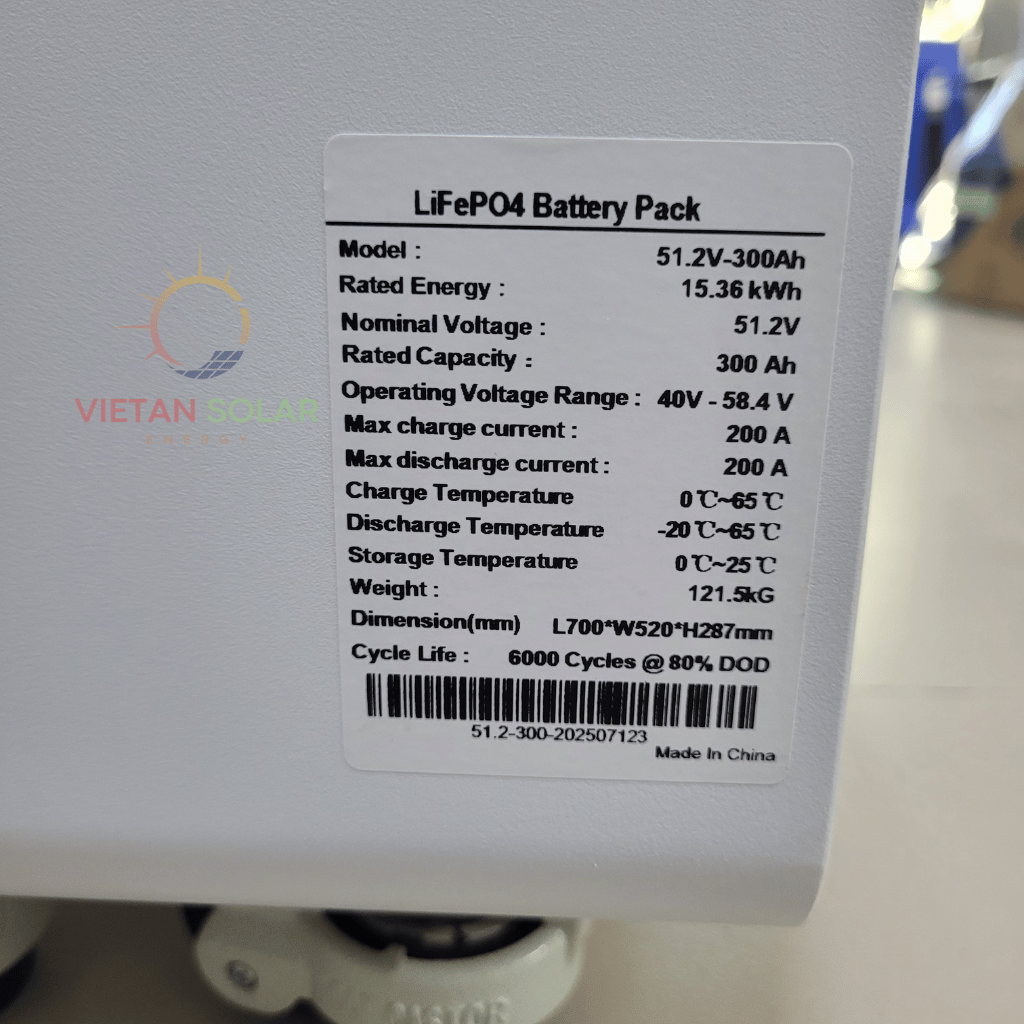 LiFePO4 Battery Pack
Model : 51.2V-300Ah
Rated Energy : 15.36 kWh
Nominal Voltage : 51.2V
Rated Capacity : 300 Ah
Operating Voltage Range : 40V - 58.4 V
Max charge current : 200 A
Max discharge current : 200 A
Charge Temperature 0℃~65℃
Discharge Temperature -20℃~65℃
Storage Temperature 0℃~25℃
Weight : 121.5kG
Dimension(mm) L700*W520*H287mm
Cycle Life : 6000 Cycles @ 80% DOD
51.2-300-202507123
Made In China
VIETAN SOLAR
ENERGY